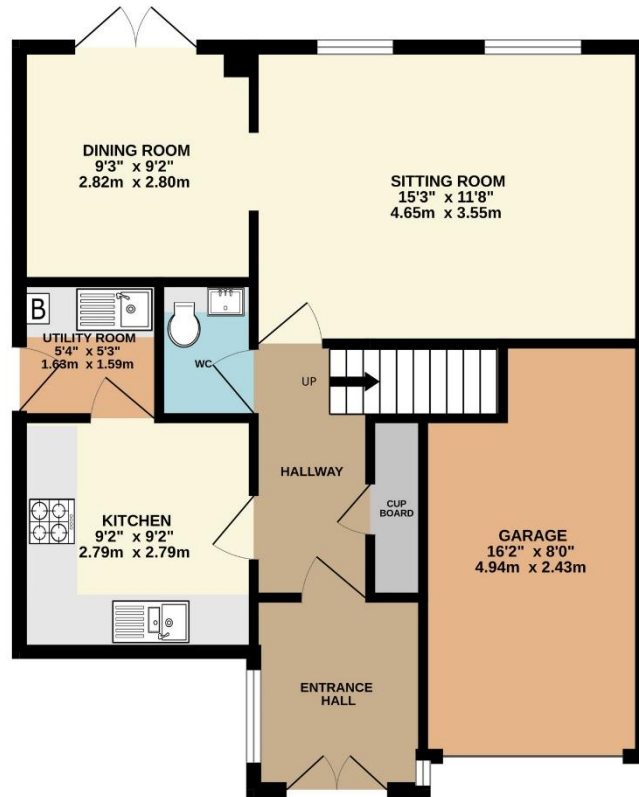 DINING ROOM
9'3" x 9'2"
2.82m x 2.80m
SITTING ROOM
15'3" x 11'8"
4.65m x 3.55m
B
UTILITY ROOM
5'4" x 5'3"
1.63m x 1.59m
WC
UP
HALLWAY
CUP
BOARD
KITCHEN
9'2" x 9'2"
2.79m x 2.79m
GARAGE
16'2" x 8'0"
4.94m x 2.43m
ENTRANCE
HALL